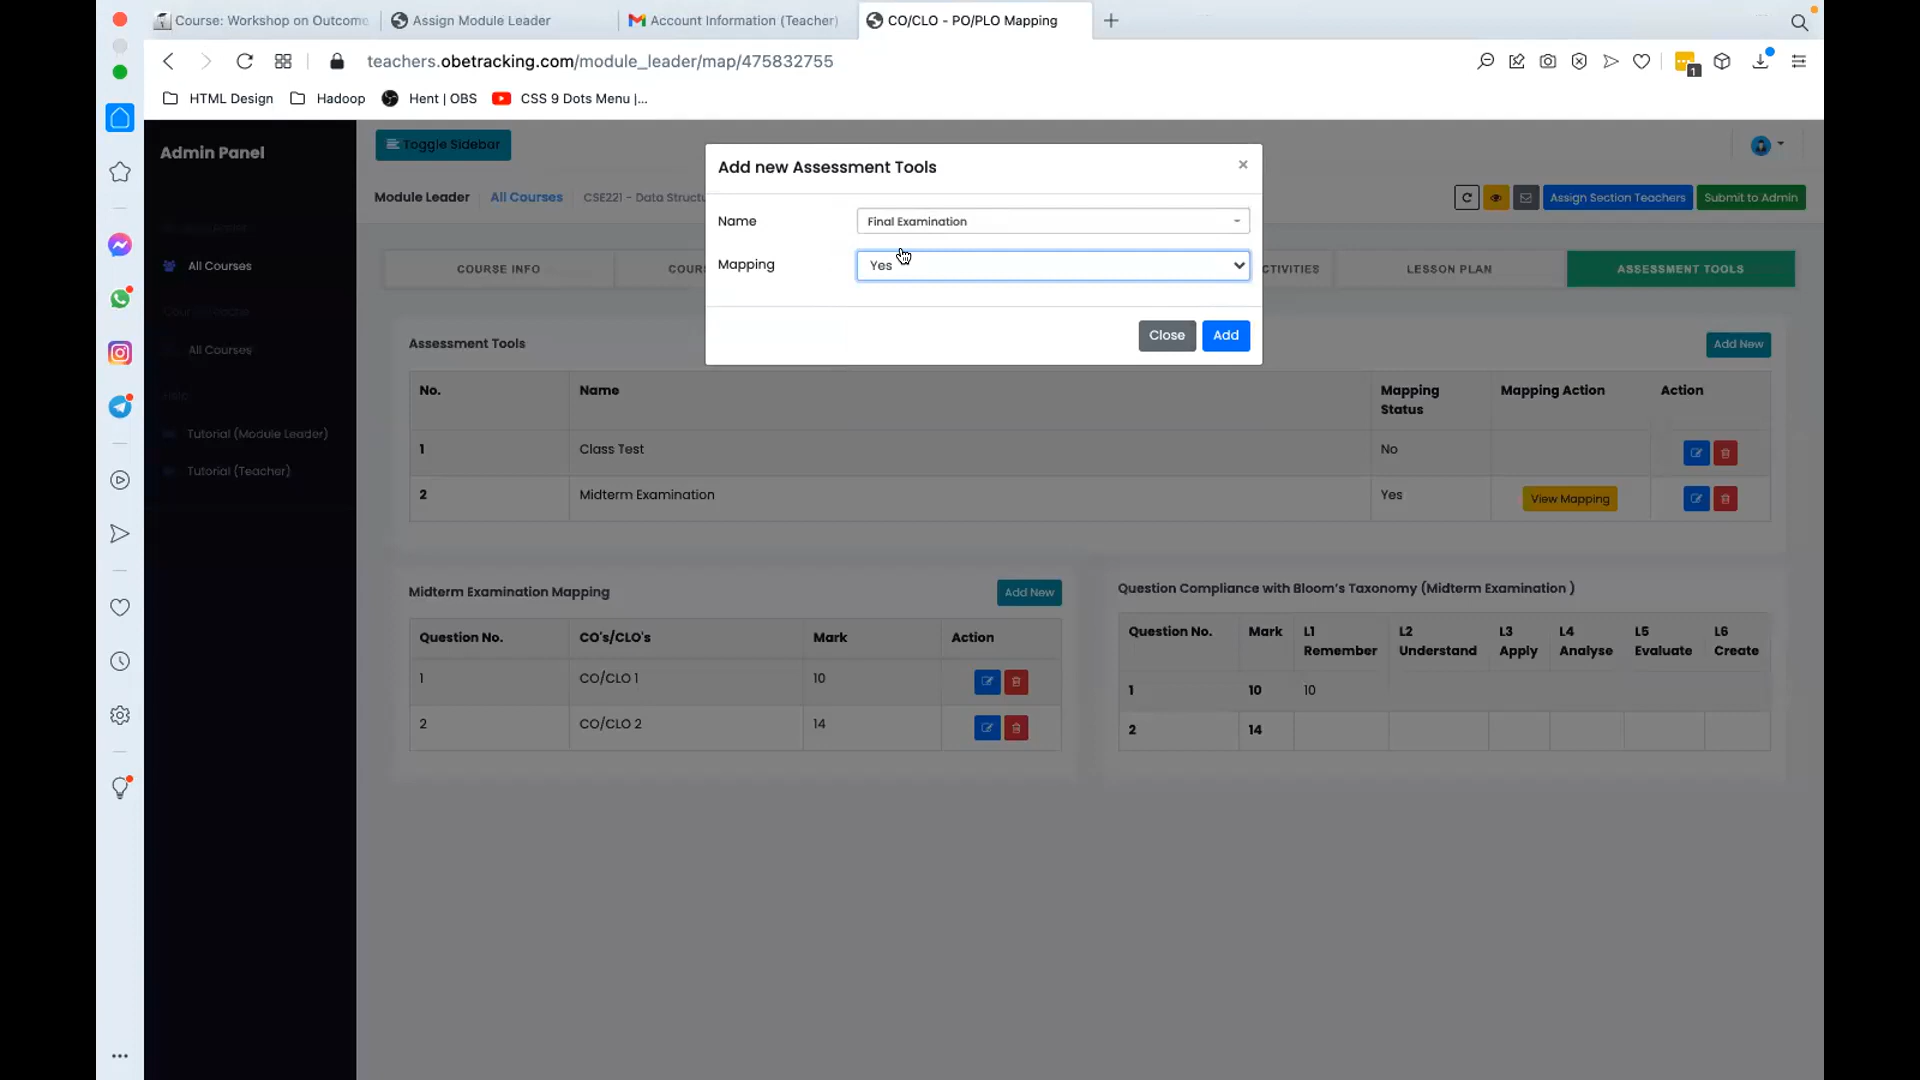 Course: Workshop on Outcome
Assign Module Leader
Account Information (Teacher)
CO/CLO - PO/PLO Mapping
teachers.obetracking.com/module_leader/map/475832755
1
HTML Design
Hadoop
Hent | OBS
CSS 9 Dots Menu |...
Admin Panel
All Courses
All Courses
Help
Tutorial (Module Leader)
Tutorial (Teacher)
Toggle Sidebar
Module Leader
All Courses
CSE221 - Data Structu
Assign Section Teachers
Submit to Admin
COURSE INFO
COUR
CTIVITIES
LESSON PLAN
ASSESSMENT TOOLS
Add new Assessment Tools
×
Name
Final Examination
Mapping
Yes
Close
Add
Assessment Tools
Add New
No.
Name
Mapping Status
Mapping Action
Action
1
Class Test
No
2
Midterm Examination
Yes
View Mapping
Midterm Examination Mapping
Add New
Question No.
CO's/CLO's
Mark
Action
1
CO/CLO 1
10
2
CO/CLO 2
14
Question Compliance with Bloom's Taxonomy (Midterm Examination )
Question No.
Mark
L1 Remember
L2 Understand
L3 Apply
L4 Analyse
L5 Evaluate
L6 Create
1
10
10
2
14